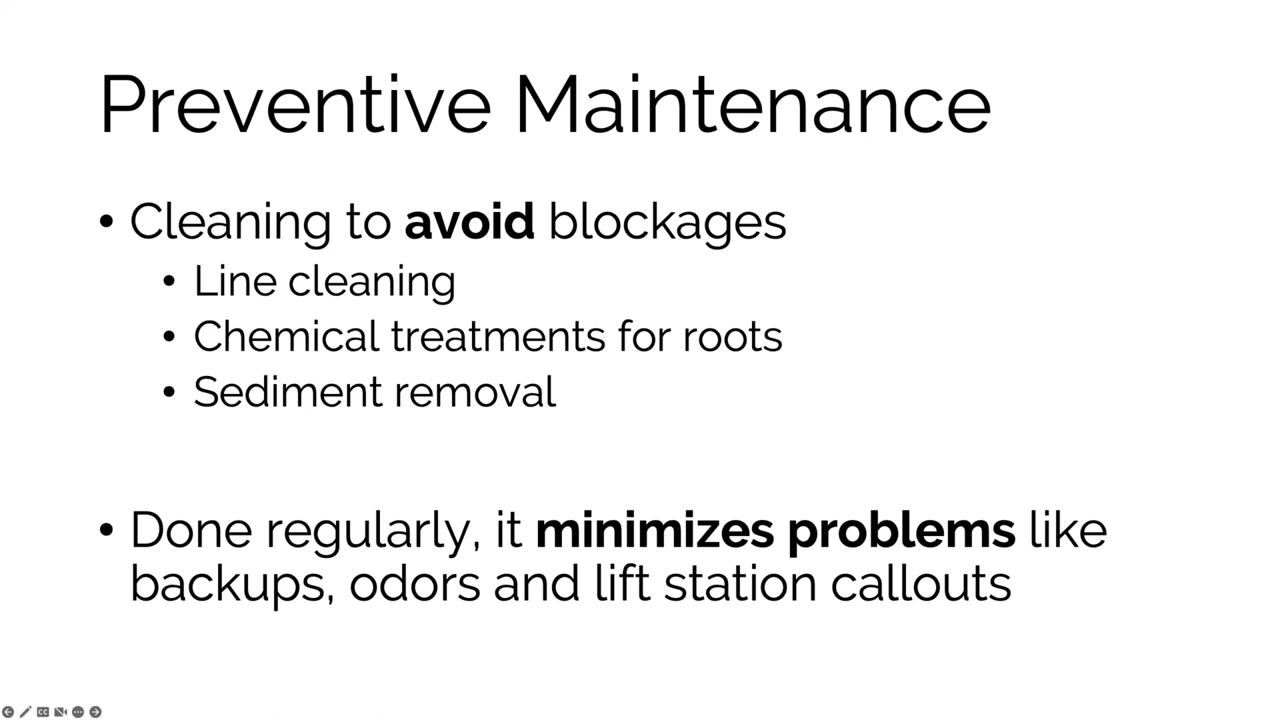 Preventive Maintenance
• Cleaning to avoid blockages
• Line cleaning
• Chemical treatments for roots
• Sediment removal
• Done regularly, it minimizes problems like
backups, odors and lift station callouts
CC